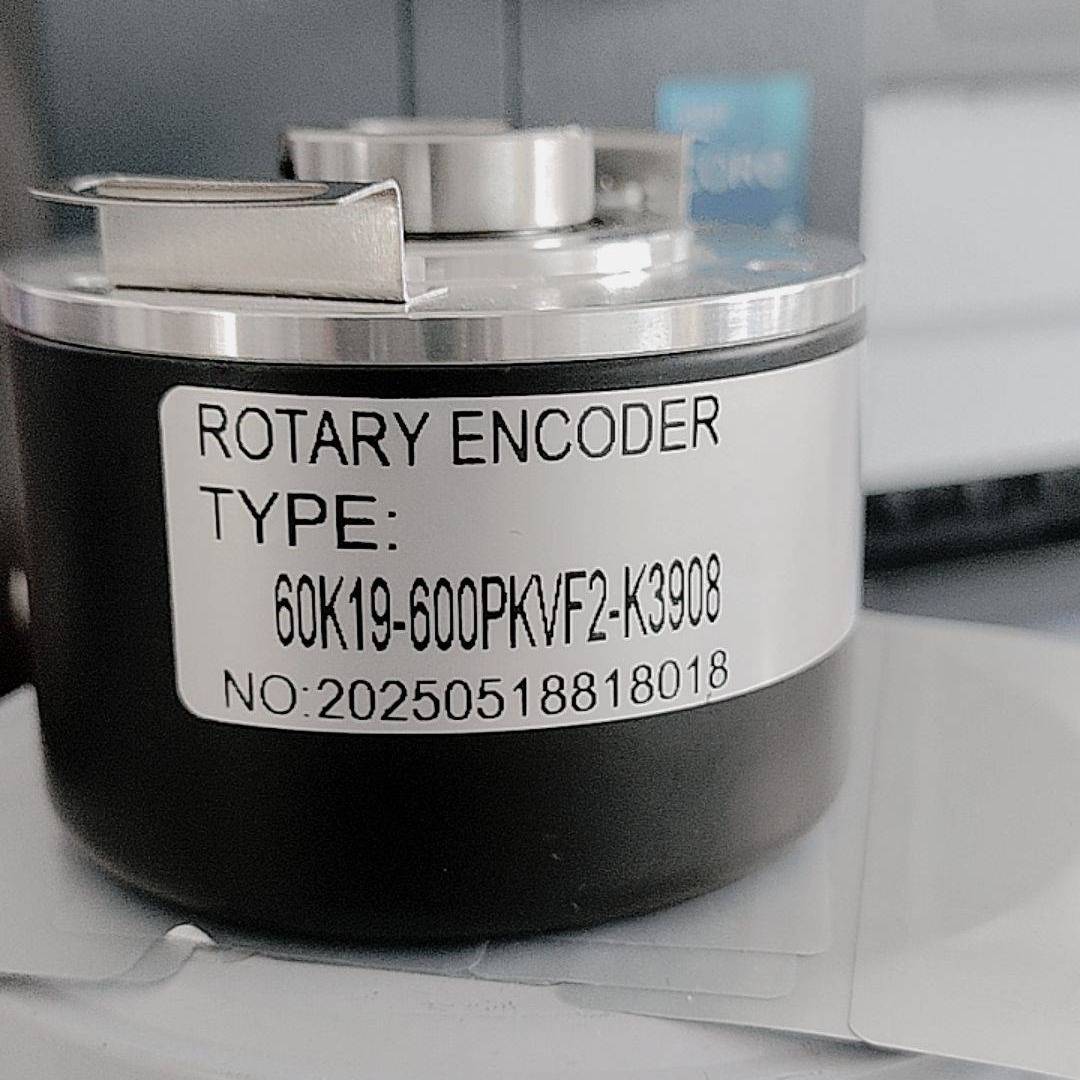 ROTARY ENCODER
TYPE:
60K19-600PKVF2-K3908
NO:20250518818018